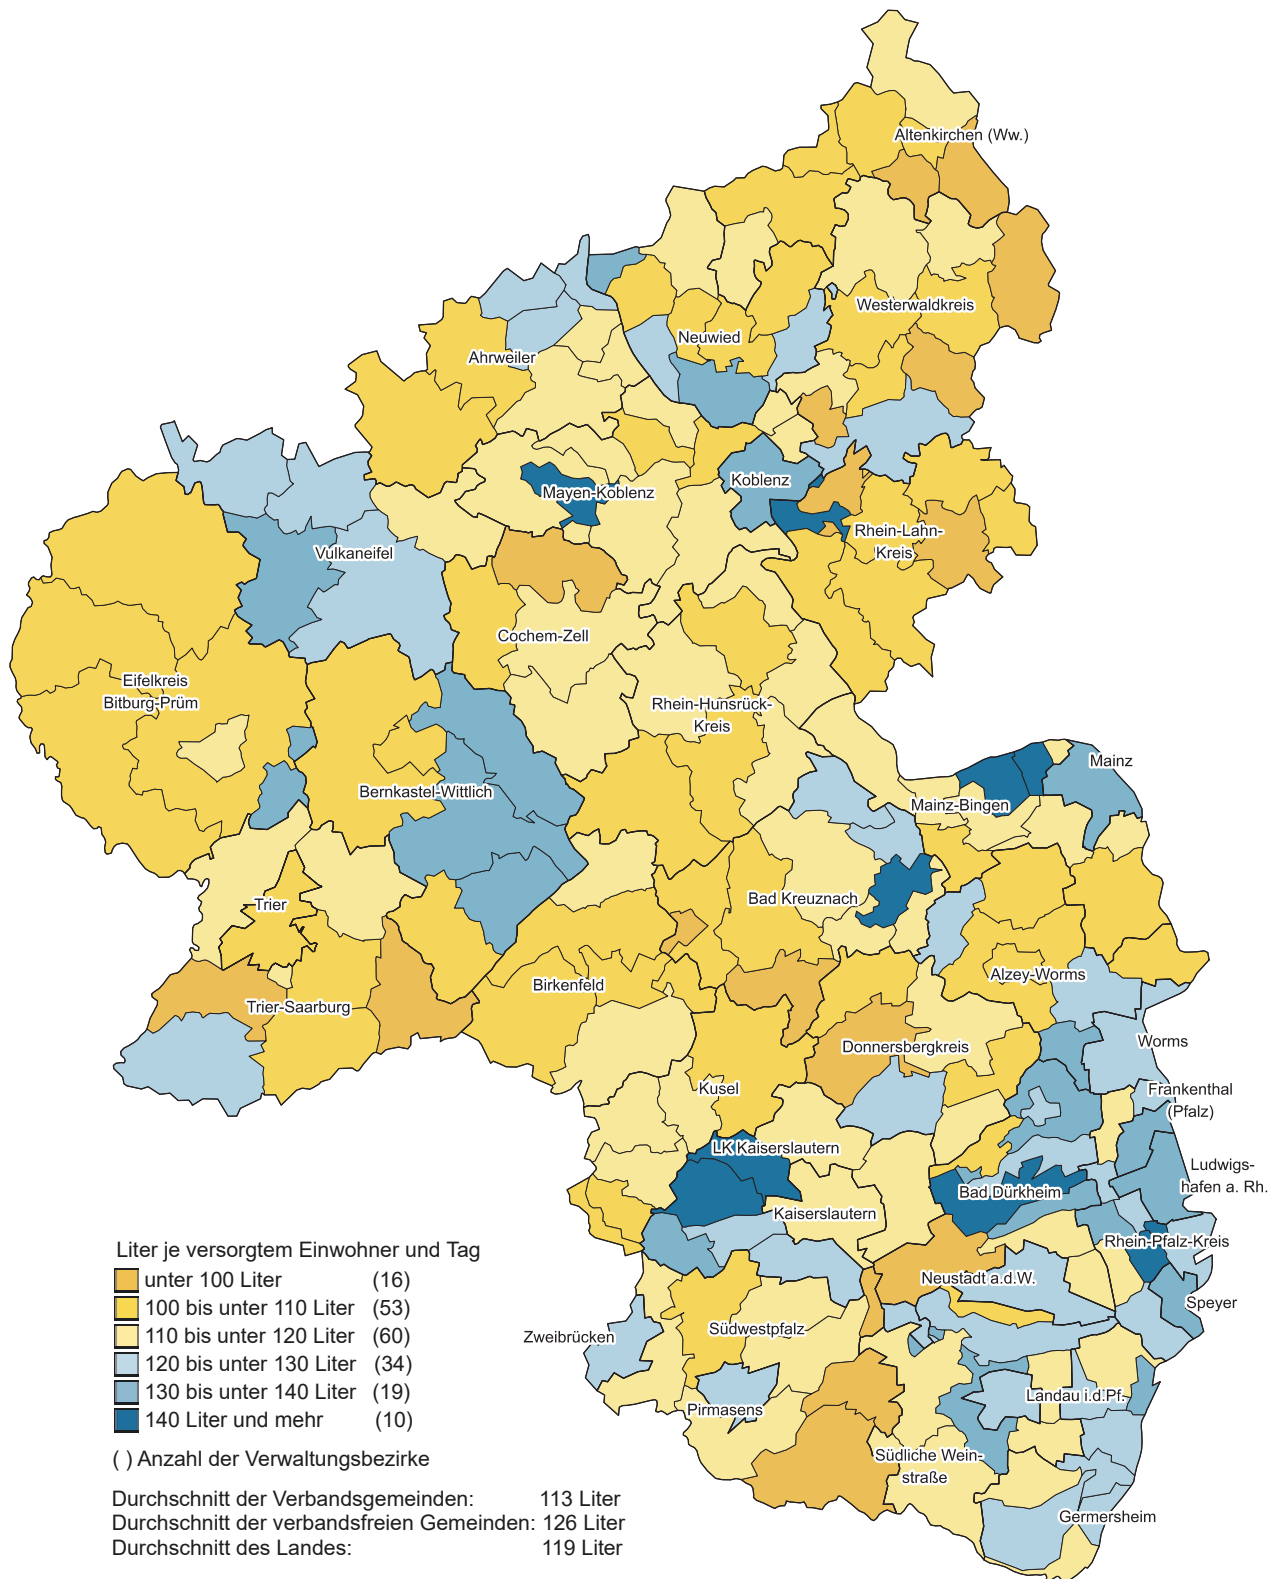 Altenkirchen (Ww.)
Westerwaldkreis
Neuwied
Ahrweiler
Koblenz
Mayen-Koblenz
Rhein-Lahn-
Kreis
Vulkaneifel
Cochem-Zell
Eifelkreis
Bitburg-Prüm
Rhein-Hunsrück-
Kreis
Mainz
Bernkastel-Wittlich
Mainz-Bingen
Bad Kreuznach
Trier
Alzey-Worms
Birkenfeld
Trier-Saarburg
Worms
Donnersbergkreis
Kusel
Frankenthal
(Pfalz)
LK Kaiserslautern
Ludwigs-
hafen a. Rh.
Bad Dürkheim
Kaiserslautern
Rhein-Pfalz-Kreis
Neustadt a.d.W.
Speyer
Südwestpfalz
Zweibrücken
Landau i.d.Pf.
Pirmasens
Südliche Wein-
straße
Germersheim
Liter je versorgtem Einwohner und Tag
unter 100 Liter (16)
100 bis unter 110 Liter (53)
110 bis unter 120 Liter (60)
120 bis unter 130 Liter (34)
130 bis unter 140 Liter (19)
140 Liter und mehr (10)
( ) Anzahl der Verwaltungsbezirke
Durchschnitt der Verbandsgemeinden: 113 Liter
Durchschnitt der verbandsfreien Gemeinden: 126 Liter
Durchschnitt des Landes: 119 Liter